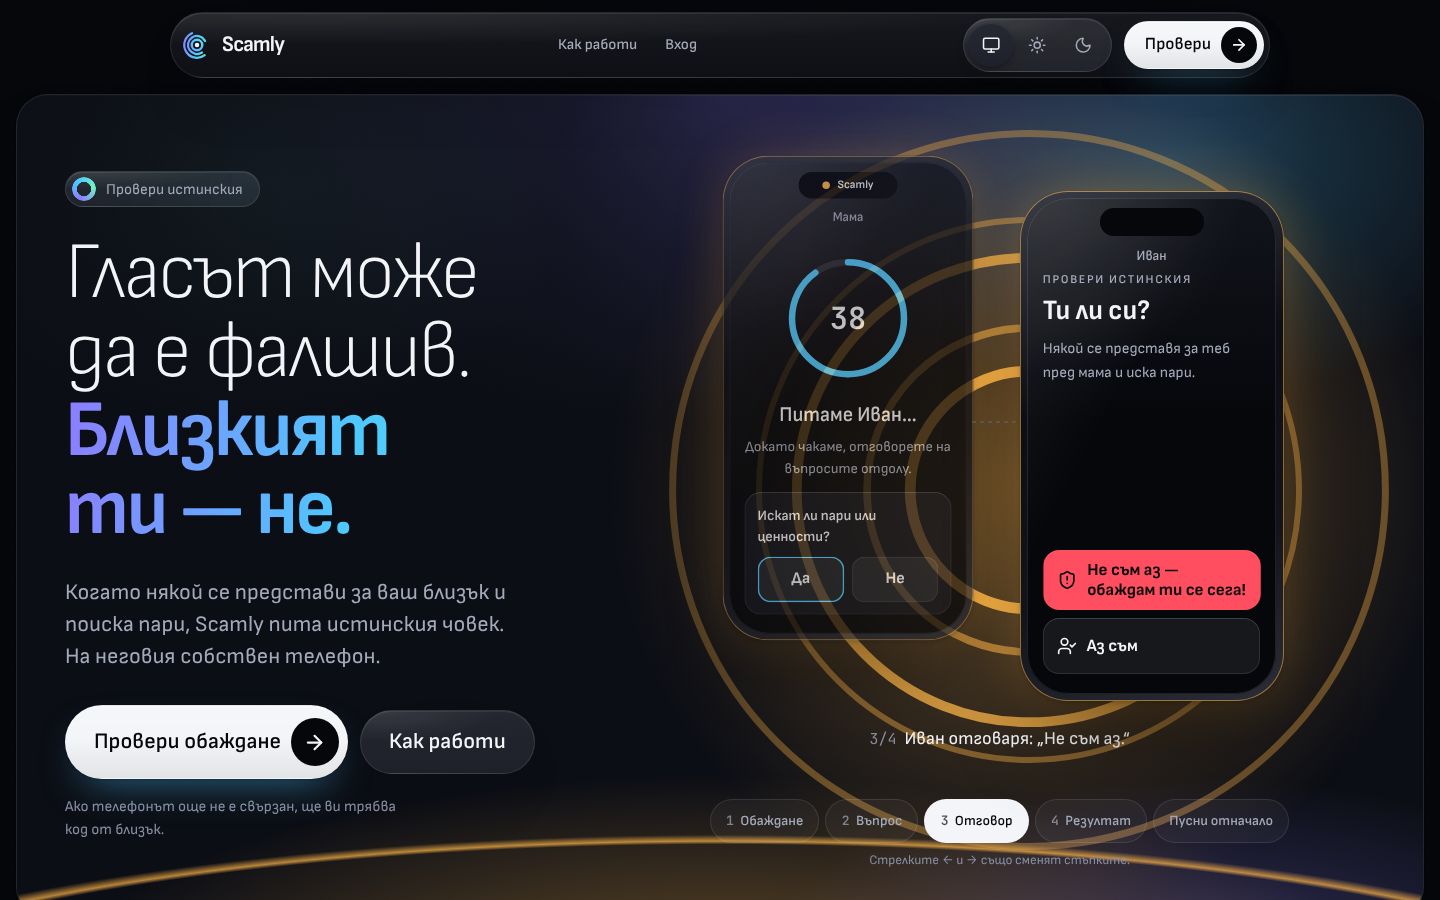 Scamly
Как работи
Вход
Провери
Провери истинския
Гласът може
да е фалшив.
Близкият
ти — не.
Когато някой се представи за ваш близък и
поиска пари, Scamly пита истинския човек.
На неговия собствен телефон.
Провери обаждане
Как работи
Ако телефонът още не е свързан, ще ви трябва
код от близък.
Scamly
Мама
38
Питаме Иван...
Докато чакаме, отговорете на
въпросите отдолу.
Искат ли пари или
ценности?
Да
Не
Иван
ПРОВЕРИ ИСТИНСКИЯ
Ти ли си?
Някой се представя за теб
пред мама и иска пари.
Не съм аз —
обаждам ти се сега!
Аз съм
3/4 Иван отговаря: „Не съм аз.“
1 Обаждане
2 Въпрос
3 Отговор
4 Резултат
Пусни отначало
Стрелките ← и → също сменят стъпките.